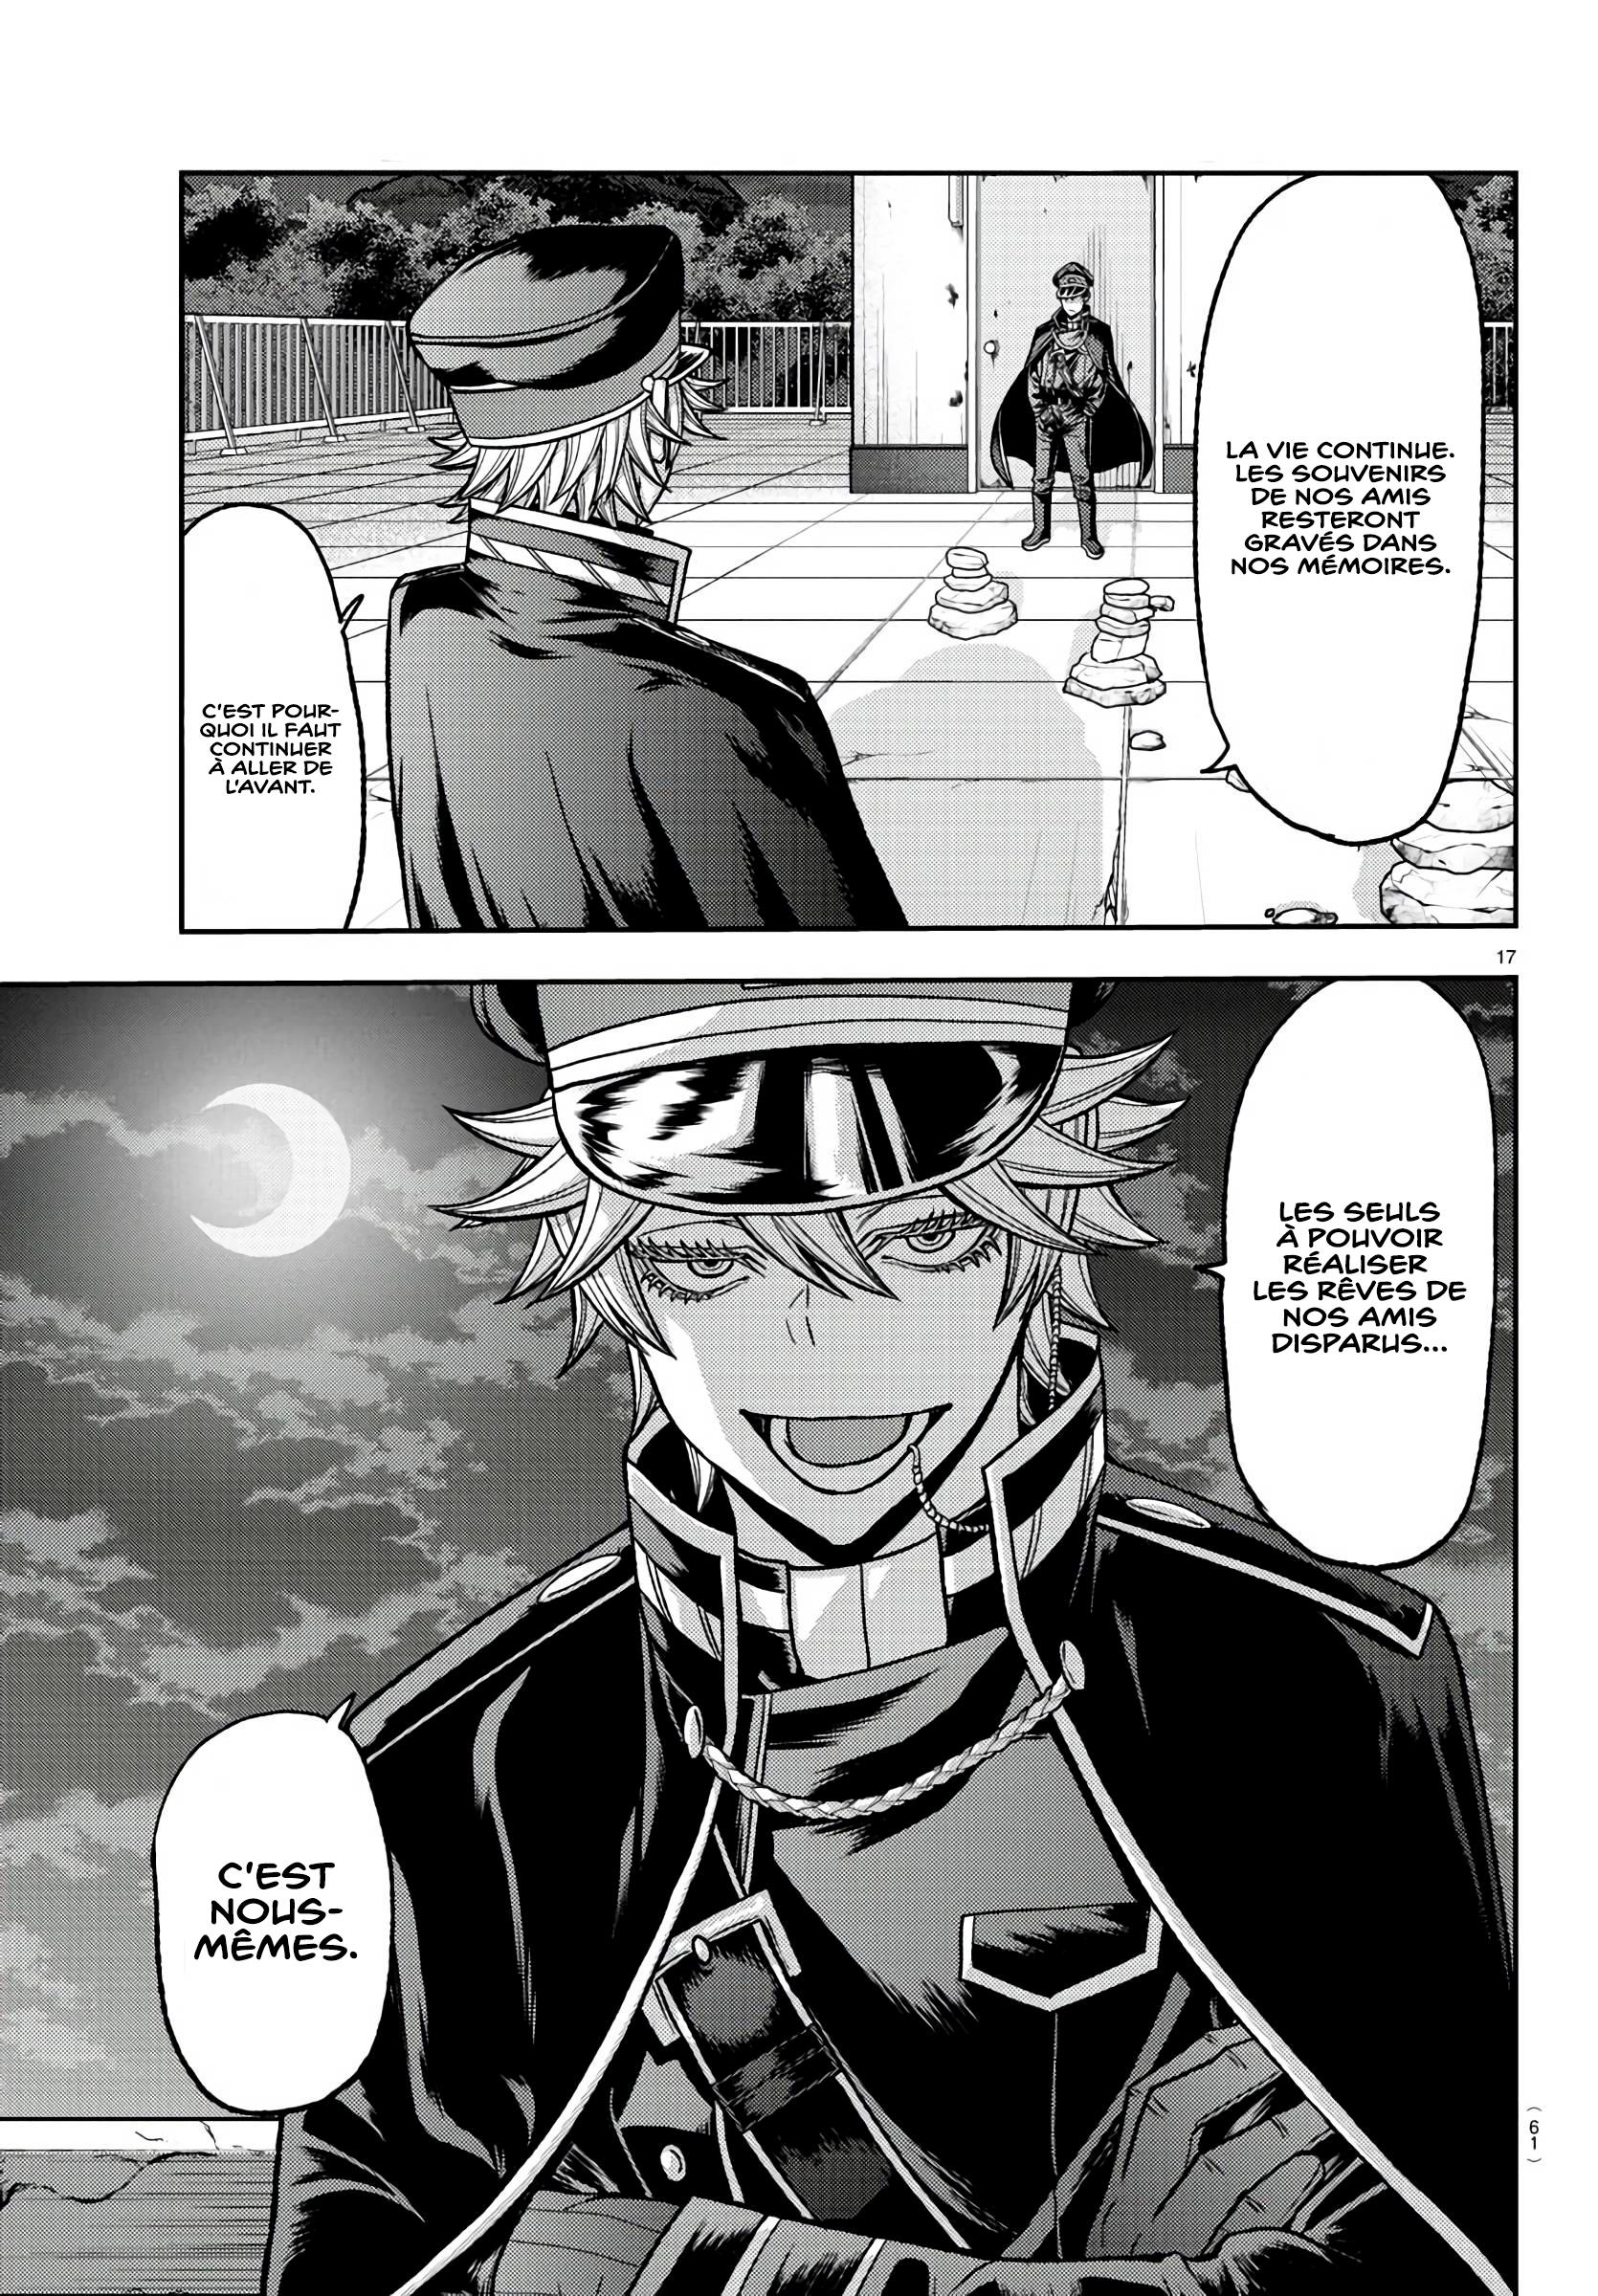 LA VIE CONTINUE.
LES SOUVENIRS
DE NOS AMIS
RESTERONT
GRAVÉS DANS
NOS MÉMOIRES.
C'EST POUR-
QUOI IL FAUT
CONTINUER
À ALLER DE
L'AVANT.
17
LES SEULS
À POUVOIR
RÉALISER
LES RÊVES DE
NOS AMIS
DISPARUS...
C'EST
NOUS-
MÊMES.
(61)